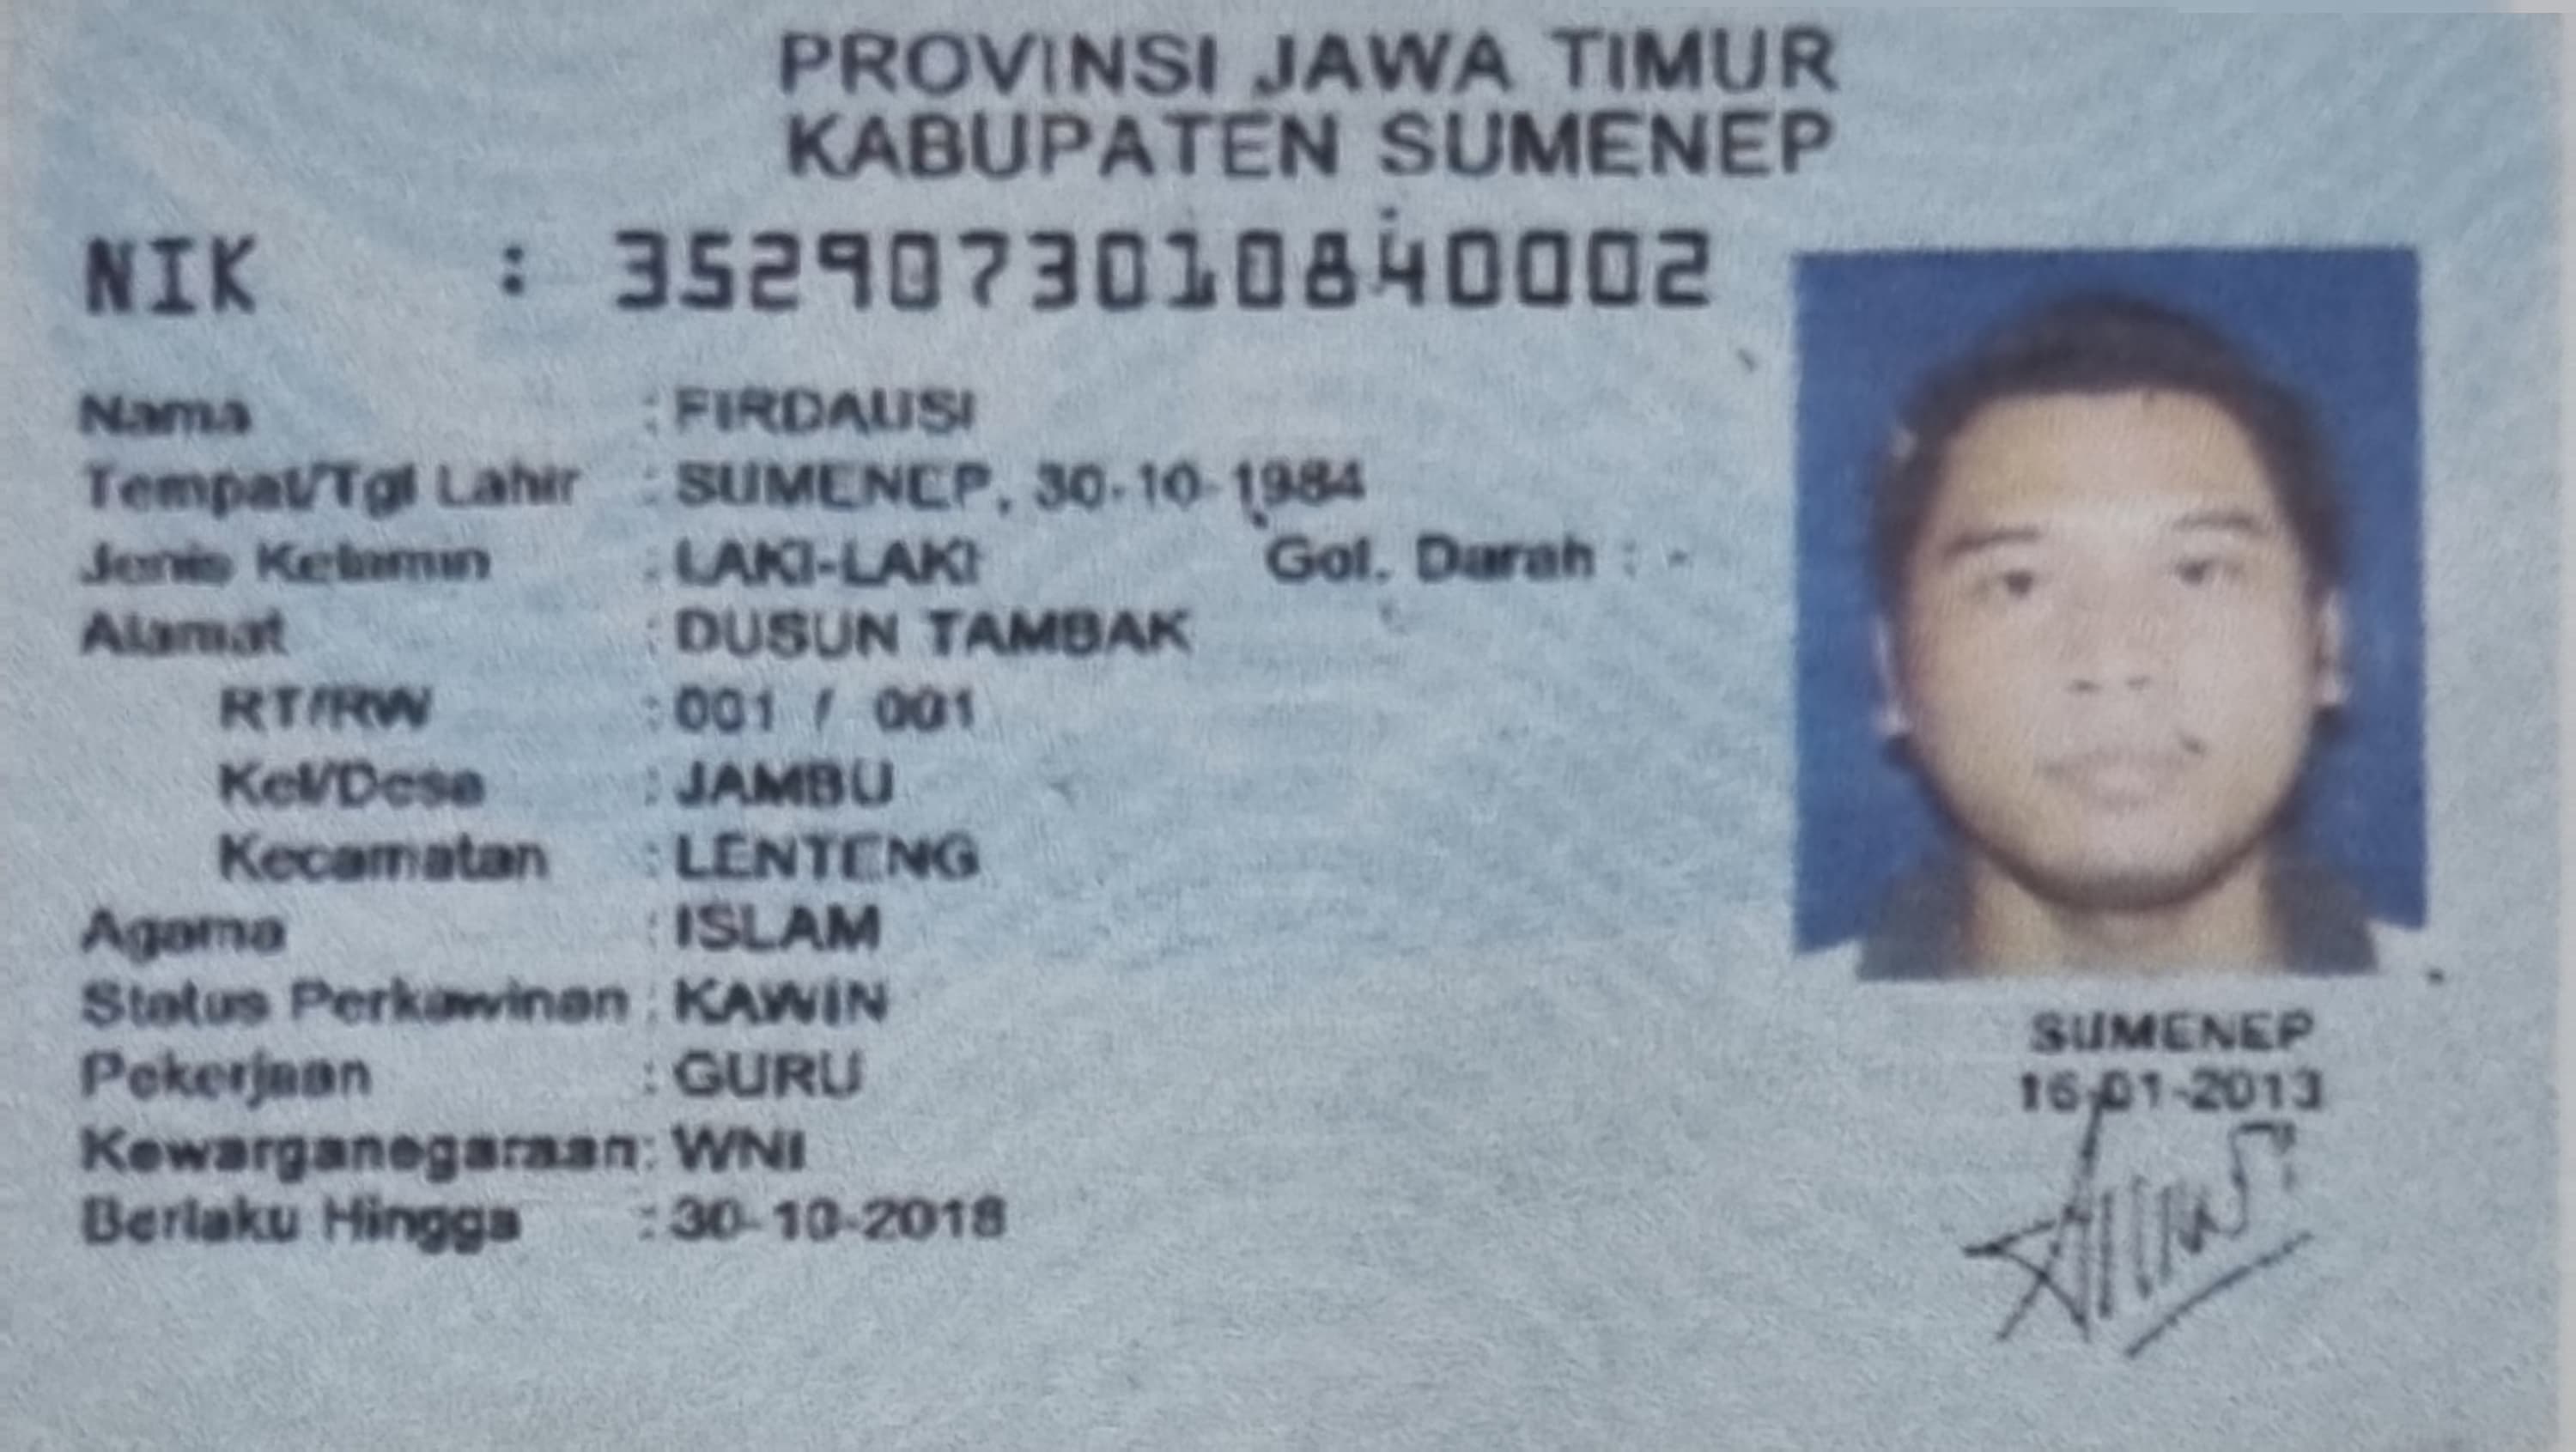 PROVINSI JAWA TIMUR
KABUPATEN SUMENEP
NIK : 3529073010840002
Nama : FIRDAUSI
Tempat/Tgl Lahir : SUMENEP, 30-10-1984
Jenis Kelamin : LAKI-LAKI Gol. Darah : -
Alamat : DUSUN TAMBAK
RT/RW : 001 / 001
Kel/Desa : JAMBU
Kecamatan : LENTENG
Agama : ISLAM
Status Perkawinan : KAWIN
Pekerjaan : GURU
Kewarganegaraan: WNI
Berlaku Hingga : 30-10-2018
SUMENEP
16-01-2013